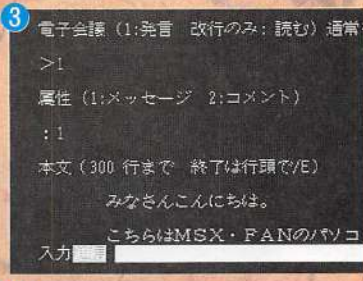 3
電子会議 (1:発言 改行のみ: 読む) 通常
>1
属性 (1:メッセージ 2:コメント)
:1
本文 (300 行まで 終了は行頭で/E)
みなさんこんにちは。
こちらはMSX・FANのパソコ
入力